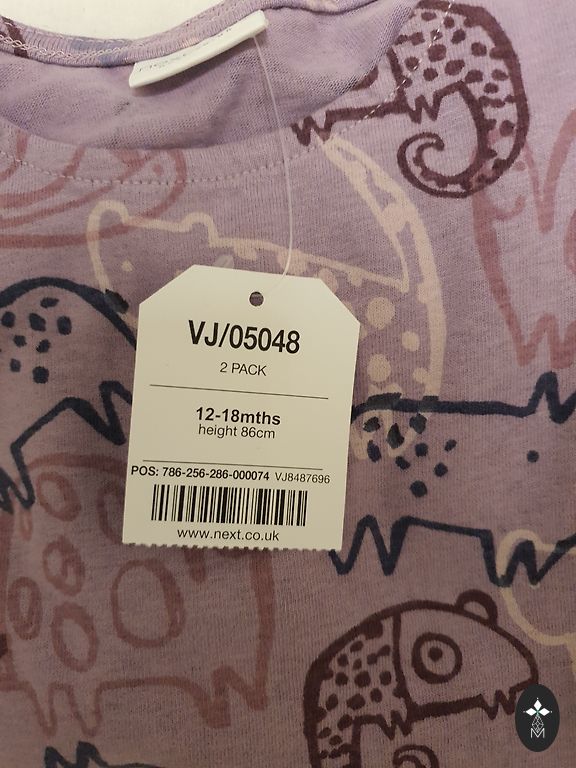 VJ/05048
2 PACK
12-18mths
height 86cm
POS: 786-256-286-000074 VJ8487696
www.next.co.uk
M